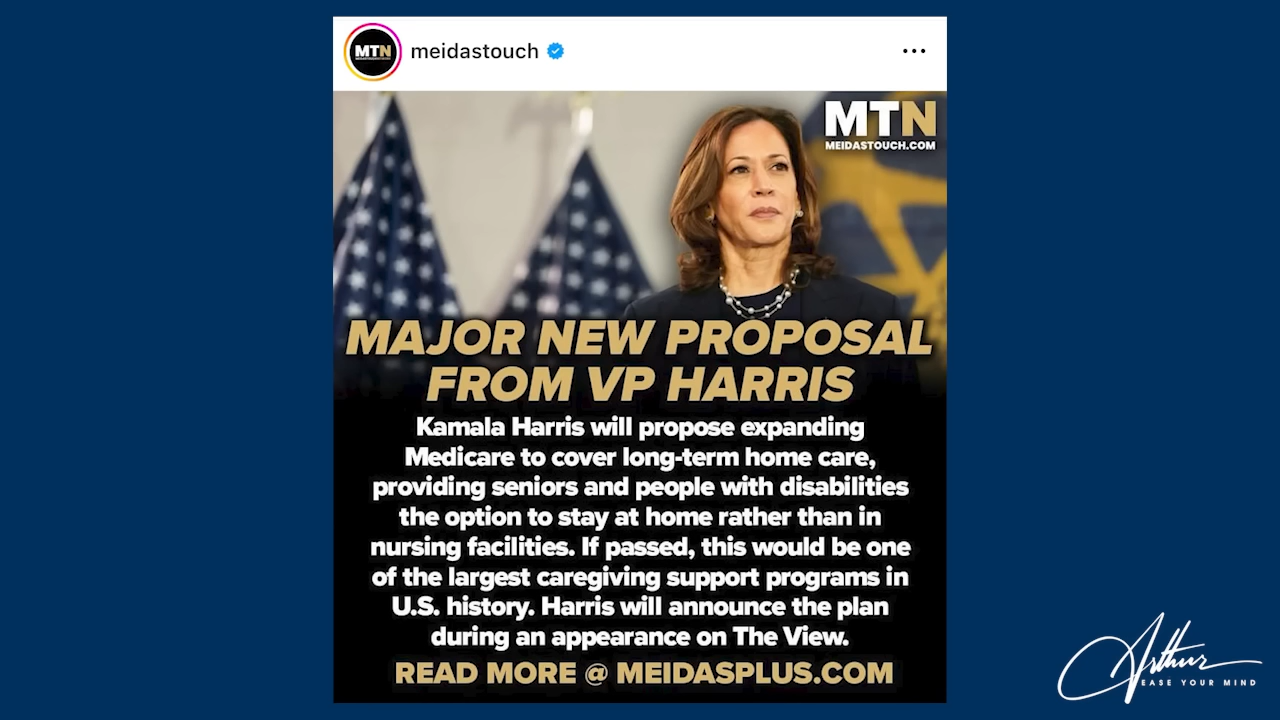 MTN
meidastouch
MTN
MEIDASTOUCH.COM
MAJOR NEW PROPOSAL
FROM VP HARRIS
Kamala Harris will propose expanding
Medicare to cover long-term home care,
providing seniors and people with disabilities
the option to stay at home rather than in
nursing facilities. If passed, this would be one
of the largest caregiving support programs in
U.S. history. Harris will announce the plan
during an appearance on The View.
READ MORE @ MEIDASPLUS.COM
Arthur
EASE YOUR MIND